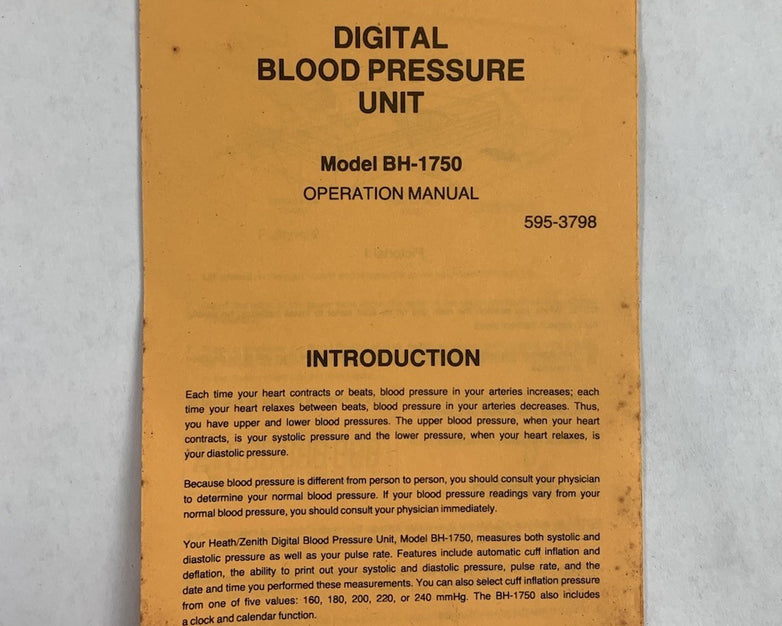 DIGITAL
BLOOD PRESSURE
UNIT
Model BH-1750
OPERATION MANUAL
595-3798
INTRODUCTION
Each time your heart contracts or beats, blood pressure in your arteries increases; each
time your heart relaxes between beats, blood pressure in your arteries decreases. Thus,
you have upper and lower blood pressures. The upper blood pressure, when your heart
contracts, is your systolic pressure and the lower pressure, when your heart relaxes, is
your diastolic pressure.
Because blood pressure is different from person to person, you should consult your physician
to determine your normal blood pressure. If your blood pressure readings vary from your
normal blood pressure, you should consult your physician immediately.
Your Heath/Zenith Digital Blood Pressure Unit, Model BH-1750, measures both systolic and
diastolic pressure as well as your pulse rate. Features include automatic cuff inflation and
deflation, the ability to print out your systolic and diastolic pressure, pulse rate, and the
date and time you performed these measurements. You can also select cuff inflation pressure
from one of five values: 160, 180, 200, 220, or 240 mmHg. The BH-1750 also includes
a clock and calendar function.